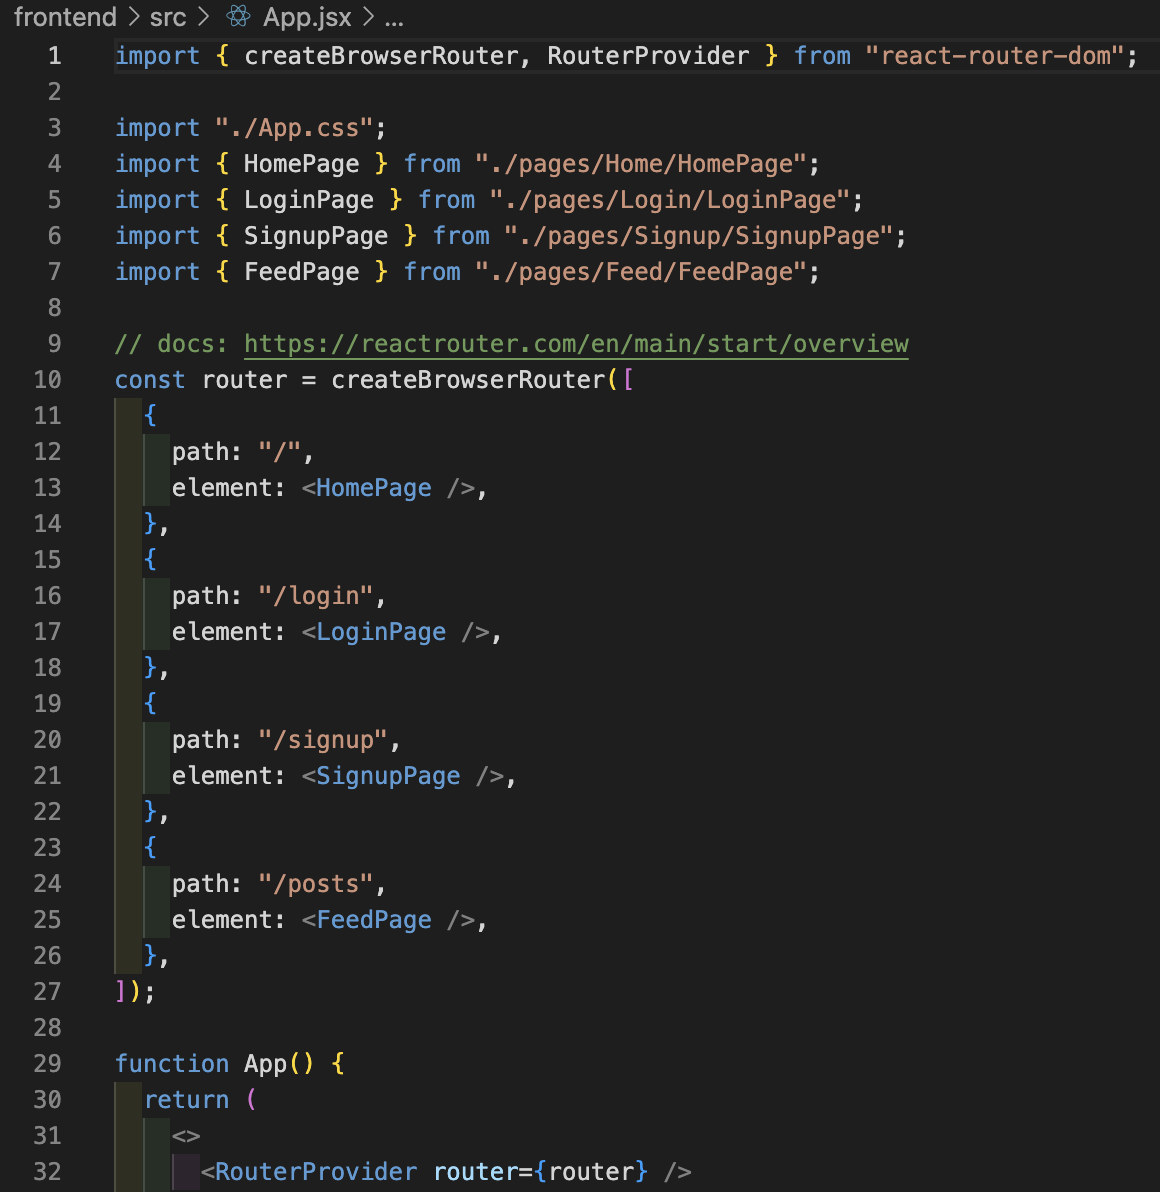 frontend > src > App.jsx > ...
1 import { createBrowserRouter, RouterProvider } from "react-router-dom";
2
3 import "./App.css";
4 import { HomePage } from "./pages/Home/HomePage";
5 import { LoginPage } from "./pages/Login/LoginPage";
6 import { SignupPage } from "./pages/Signup/SignupPage";
7 import { FeedPage } from "./pages/Feed/FeedPage";
8
9 // docs: https://reactrouter.com/en/main/start/overview
10 const router = createBrowserRouter([
11   {
12     path: "/",
13     element: <HomePage />,
14   },
15   {
16     path: "/login",
17     element: <LoginPage />,
18   },
19   {
20     path: "/signup",
21     element: <SignupPage />,
22   },
23   {
24     path: "/posts",
25     element: <FeedPage />,
26   },
27 ]);
28
29 function App() {
30   return (
31     <>
32       <RouterProvider router={router} />